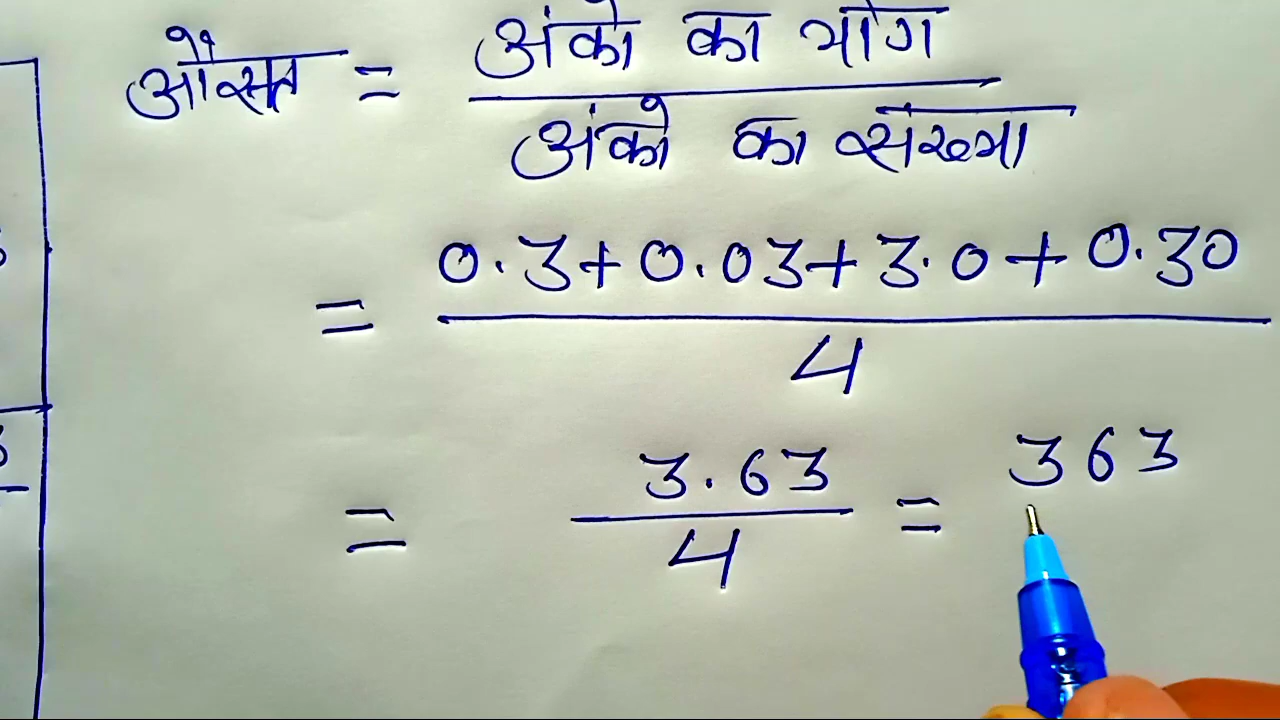 औसत = अंको का योग
अंको का संख्या
= 0.3+0.03+3.0+0.30
4
= 3.63 = 363
4